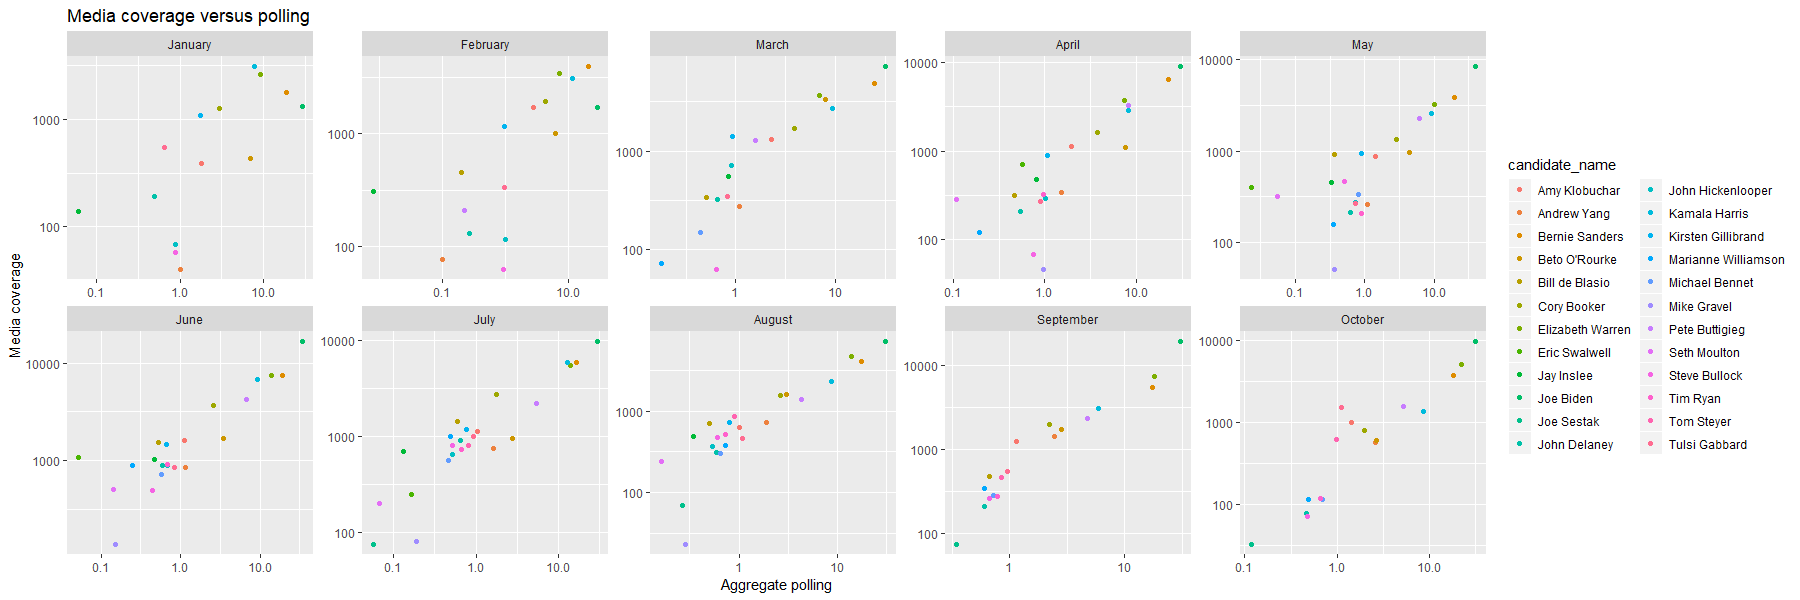 Media coverage versus polling
January
February
March
April
May
1000
100
0.1 1.0 10.0
1000
100
0.1 10.0
1000
100
1 10
10000
1000
100
0.1 1.0 10.0
10000
1000
100
0.1 1.0 10.0
Media coverage
June
July
August
September
October
10000
1000
0.1 1.0 10.0
10000
1000
100
0.1 1.0 10.0
1000
100
1 10
10000
1000
100
1 10
10000
1000
100
0.1 1.0 10.0
Aggregate polling
candidate_name
Amy Klobuchar
Andrew Yang
Bernie Sanders
Beto O'Rourke
Bill de Blasio
Cory Booker
Elizabeth Warren
Eric Swalwell
Jay Inslee
Joe Biden
Joe Sestak
John Delaney
John Hickenlooper
Kamala Harris
Kirsten Gillibrand
Marianne Williamson
Michael Bennet
Mike Gravel
Pete Buttigieg
Seth Moulton
Steve Bullock
Tim Ryan
Tom Steyer
Tulsi Gabbard